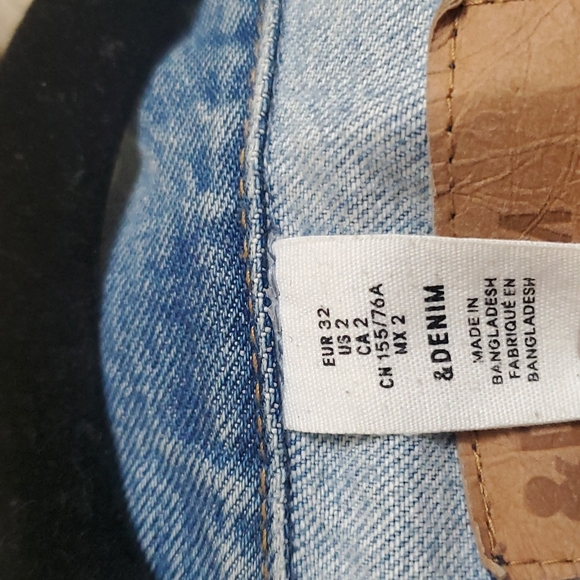 EUR 32
US 2
CA 2
CN 155/76A
MX 2
&DENIM
MADE IN
BANGLADESH
FABRIQUÉ EN
BANGLADESH